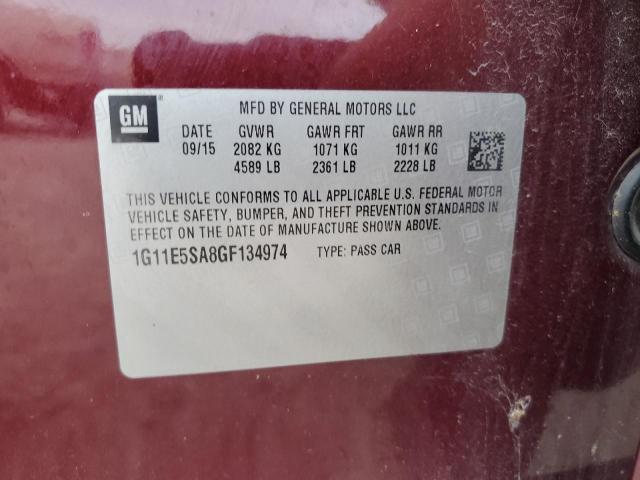 GM
MFD BY GENERAL MOTORS LLC
DATE GVWR GAWR FRT GAWR RR
09/15 2082 KG 1071 KG 1011 KG
4589 LB 2361 LB 2228 LB
THIS VEHICLE CONFORMS TO ALL APPLICABLE U.S. FEDERAL MOTOR
VEHICLE SAFETY, BUMPER, AND THEFT PREVENTION STANDARDS IN
EFFECT ON THE DATE OF MANUFACTURE SHOWN ABOVE.
1G11E5SA8GF134974 TYPE: PASS CAR